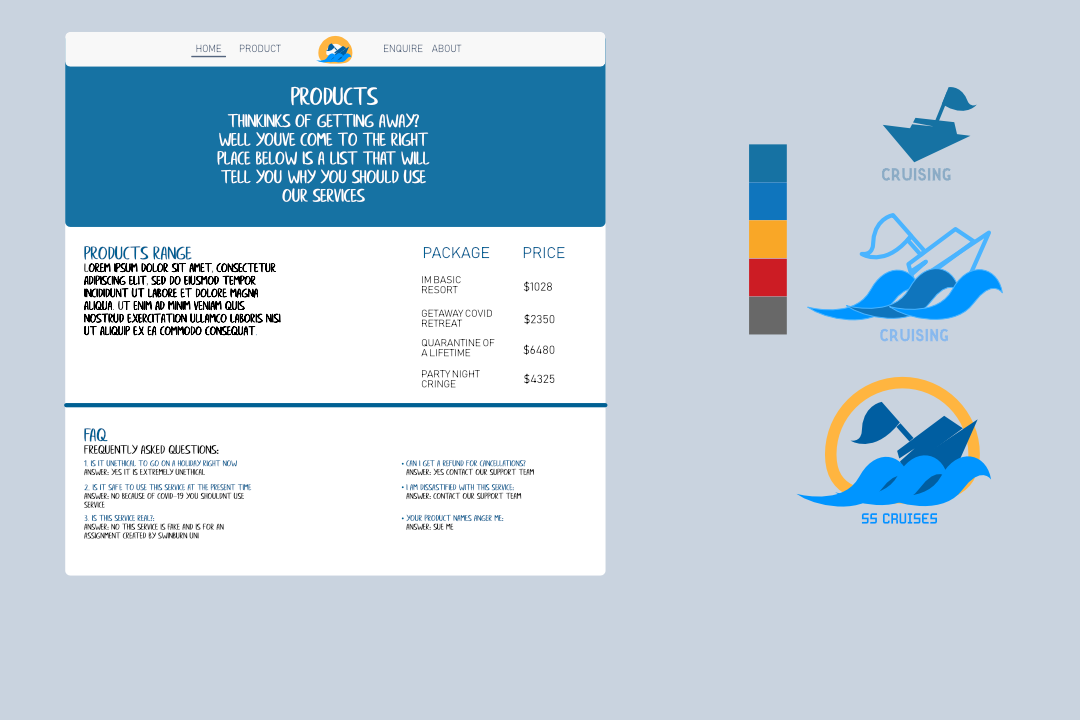 HOME PRODUCT ENQUIRE ABOUT
PRODUCTS
THINKINKS OF GETTING AWAY?
WELL YOUVE COME TO THE RIGHT
PLACE BELOW IS A LIST THAT WILL
TELL YOU WHY YOU SHOULD USE
OUR SERVICES
PRODUCTS RANGE
LOREM IPSUM DOLOR SIT AMET, CONSECTETUR
ADIPISCING ELIT, SED DO EIUSMOD TEMPOR
INCIDIDUNT UT LABORE ET DOLORE MAGNA
ALIQUA. UT ENIM AD MINIM VENIAM QUIS
NOSTRUD EXERCITATION ULLAMCO LABORIS NISI
UT ALIQUIP EX EA COMMODO CONSEQUAT.
PACKAGE PRICE
IM BASIC
RESORT
$1028
GETAWAY COVID
RETREAT
$2350
QUARANTINE OF
A LIFETIME
$6480
PARTY NIGHT
CRINGE
$4325
FAQ
FREQUENTLY ASKED QUESTIONS:
1. IS IT UNETHICAL TO GO ON A HOLIDAY RIGHT NOW
ANSWER: YES IT IS EXTREMELY UNETHICAL
2. IS IT SAFE TO USE THIS SERVICE AT THE PRESENT TIME
ANSWER: NO BECAUSE OF COVID-19 YOU SHOULDNT USE
SERVICE
3. IS THIS SERVICE REAL?:
ANSWER: NO THIS SERVICE IS FAKE AND IS FOR AN
ASSIGNMENT CREATED BY SWINBURN UNI
• CAN I GET A REFUND FOR CANCELLATIONS?
ANSWER: YES CONTACT OUR SUPPORT TEAM
• I AM DISSASTIFIED WITH THIS SERVICE:
ANSWER: CONTACT OUR SUPPORT TEAM
• YOUR PRODUCT NAMES ANGER ME:
ANSWER: SUE ME
CRUISING
CRUISING
SS CRUISES